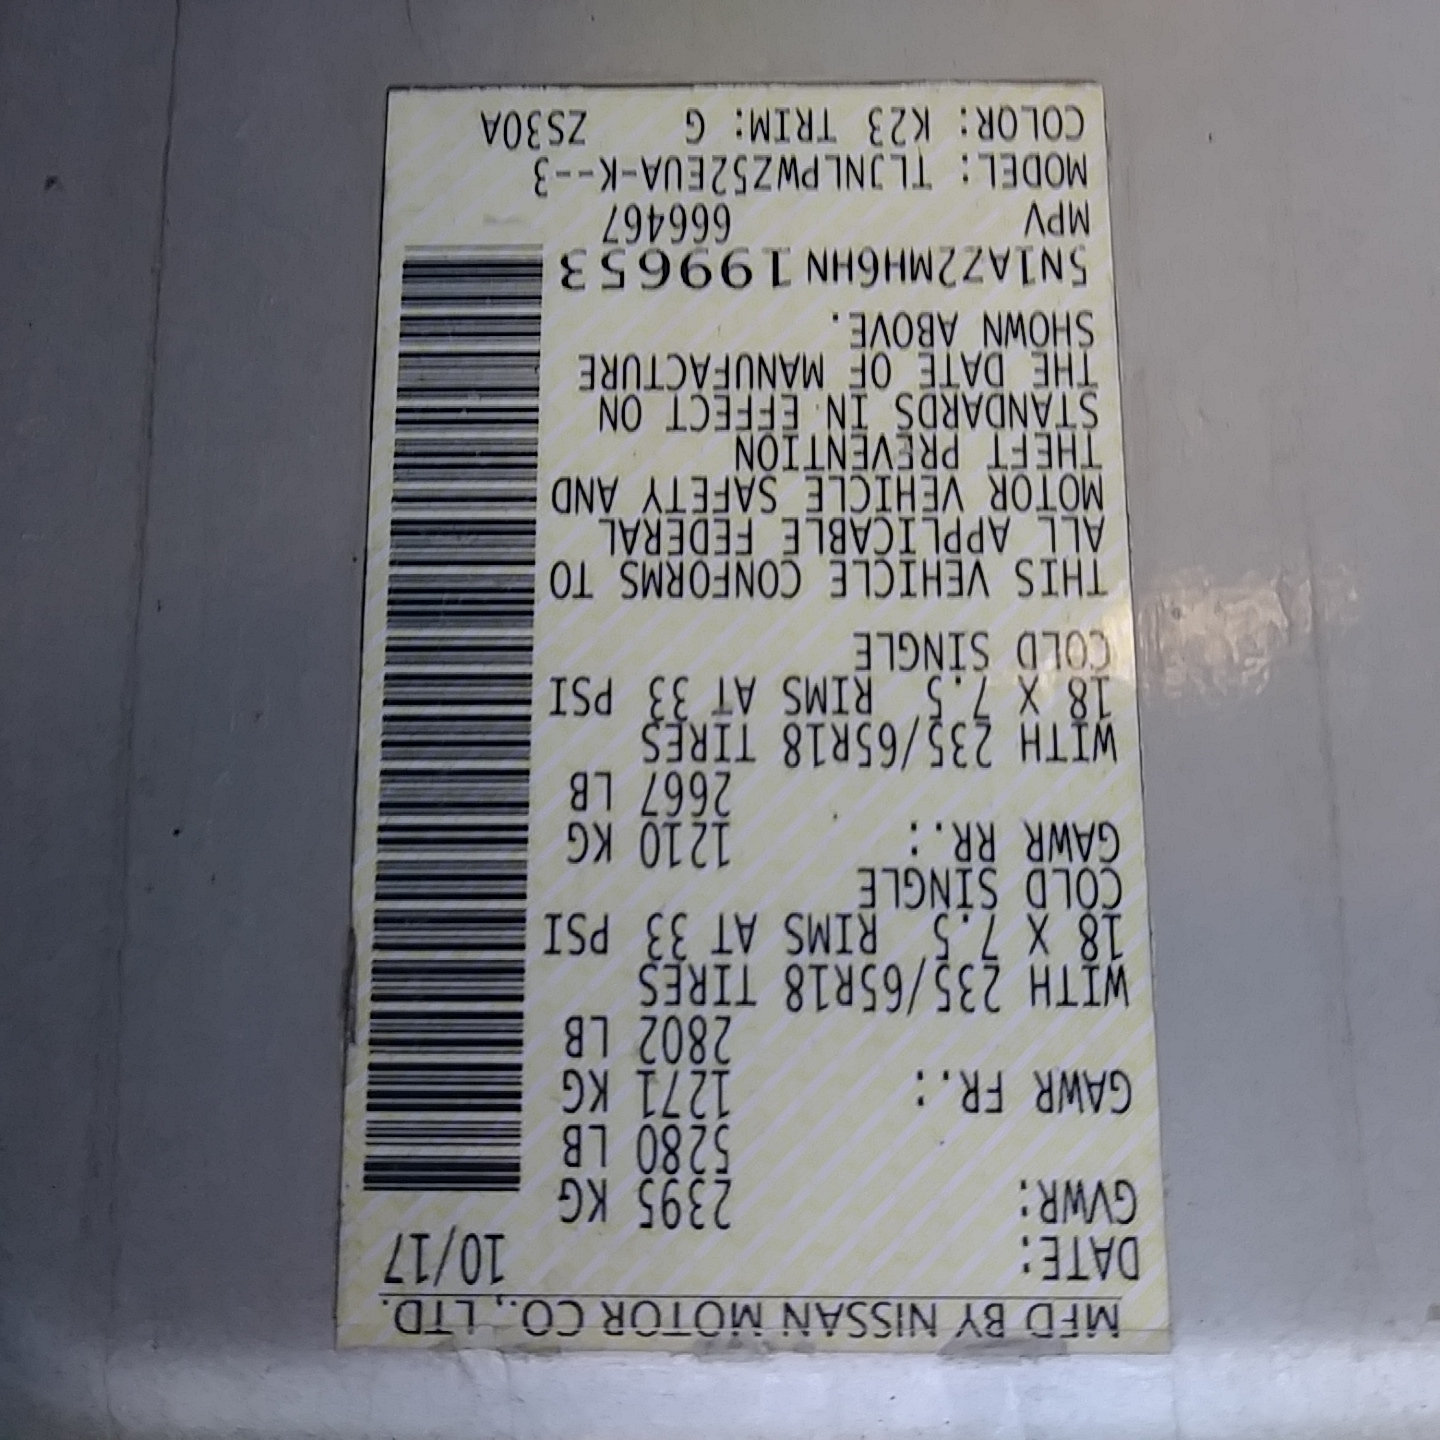 MFD BY NISSAN MOTOR CO., LTD.
DATE: 10/17
GVWR: 2395 KG
5280 LB
GAWR FR.: 1271 KG
2802 LB
WITH 235/65R18 TIRES
18 X 7.5 RIMS AT 33 PSI
COLD SINGLE
GAWR RR.: 1210 KG
2667 LB
WITH 235/65R18 TIRES
18 X 7.5 RIMS AT 33 PSI
COLD SINGLE
THIS VEHICLE CONFORMS TO
ALL APPLICABLE FEDERAL
MOTOR VEHICLE SAFETY AND
THEFT PREVENTION
STANDARDS IN EFFECT ON
THE DATE OF MANUFACTURE
SHOWN ABOVE.
5N1AZ2MH6HN199653
MPV 666467
MODEL: TLJNLPWZ52EUA-K--3
COLOR: K23 TRIM: G ZS30A